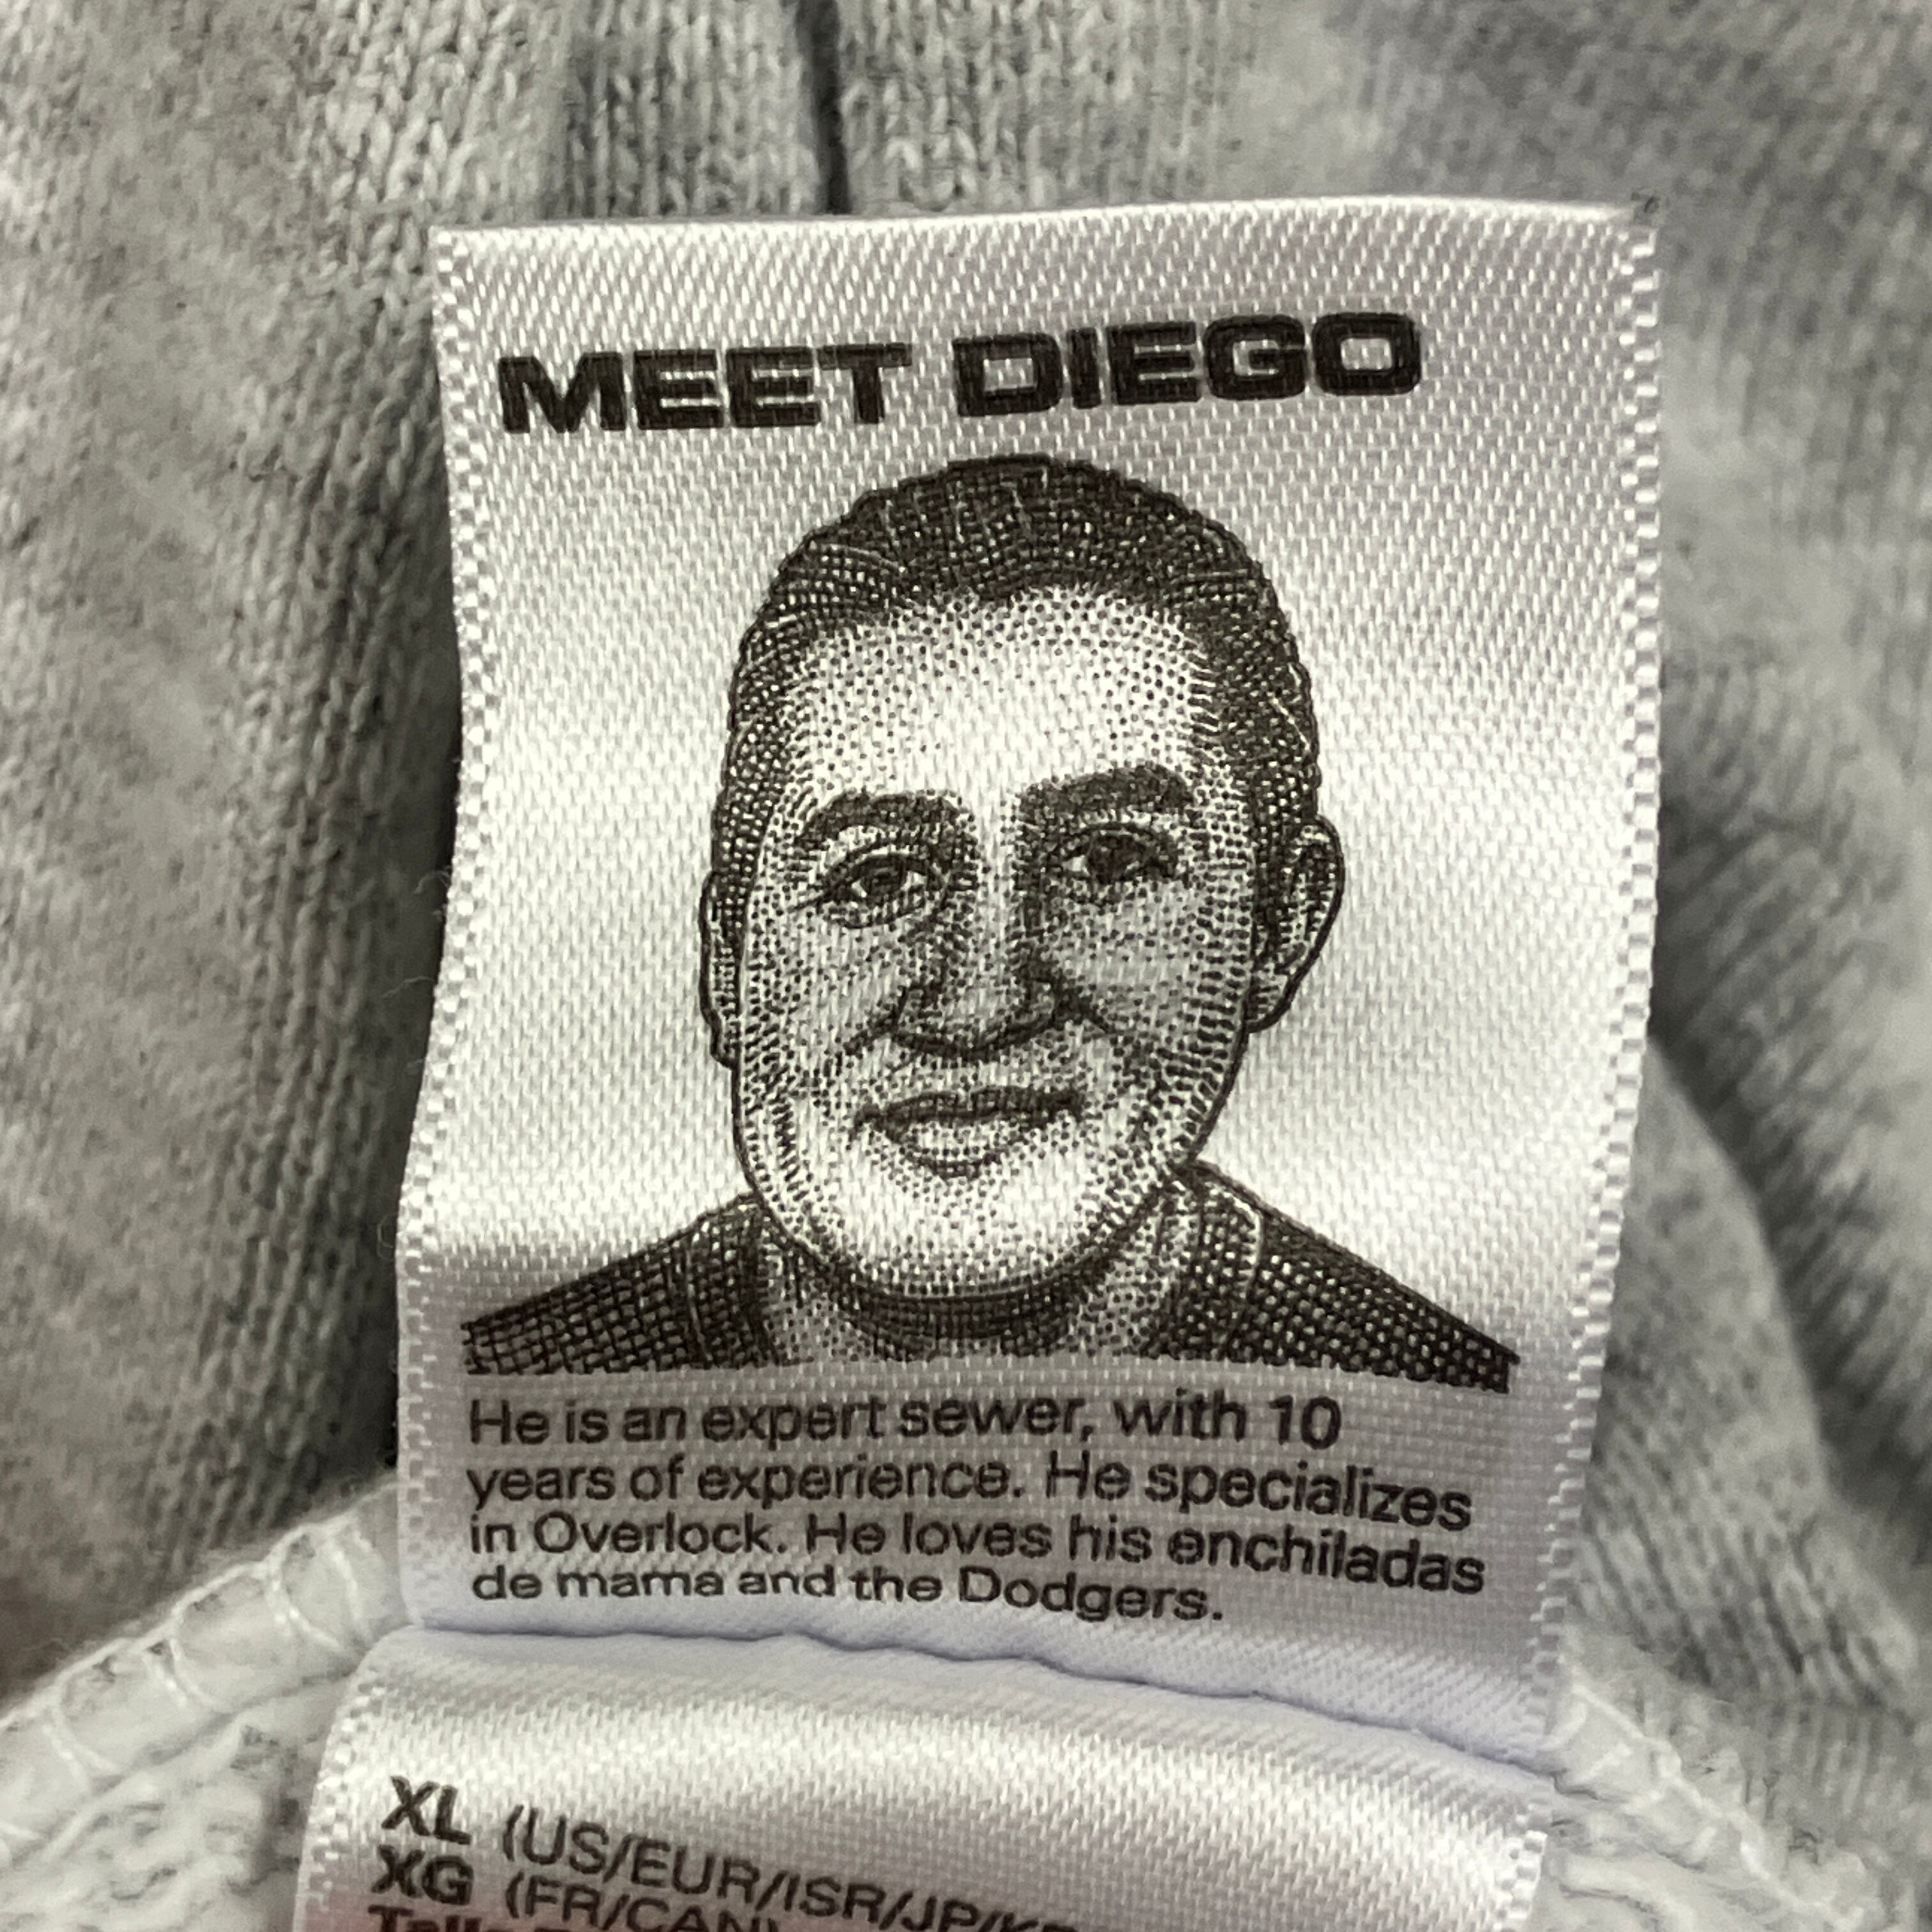 MEET DIEGO
He is an expert sewer, with 10
years of experience. He specializes
in Overlock. He loves his enchiladas
de mama and the Dodgers.
XL (US/EUR/ISR/JP/
XG (FR/CAN)